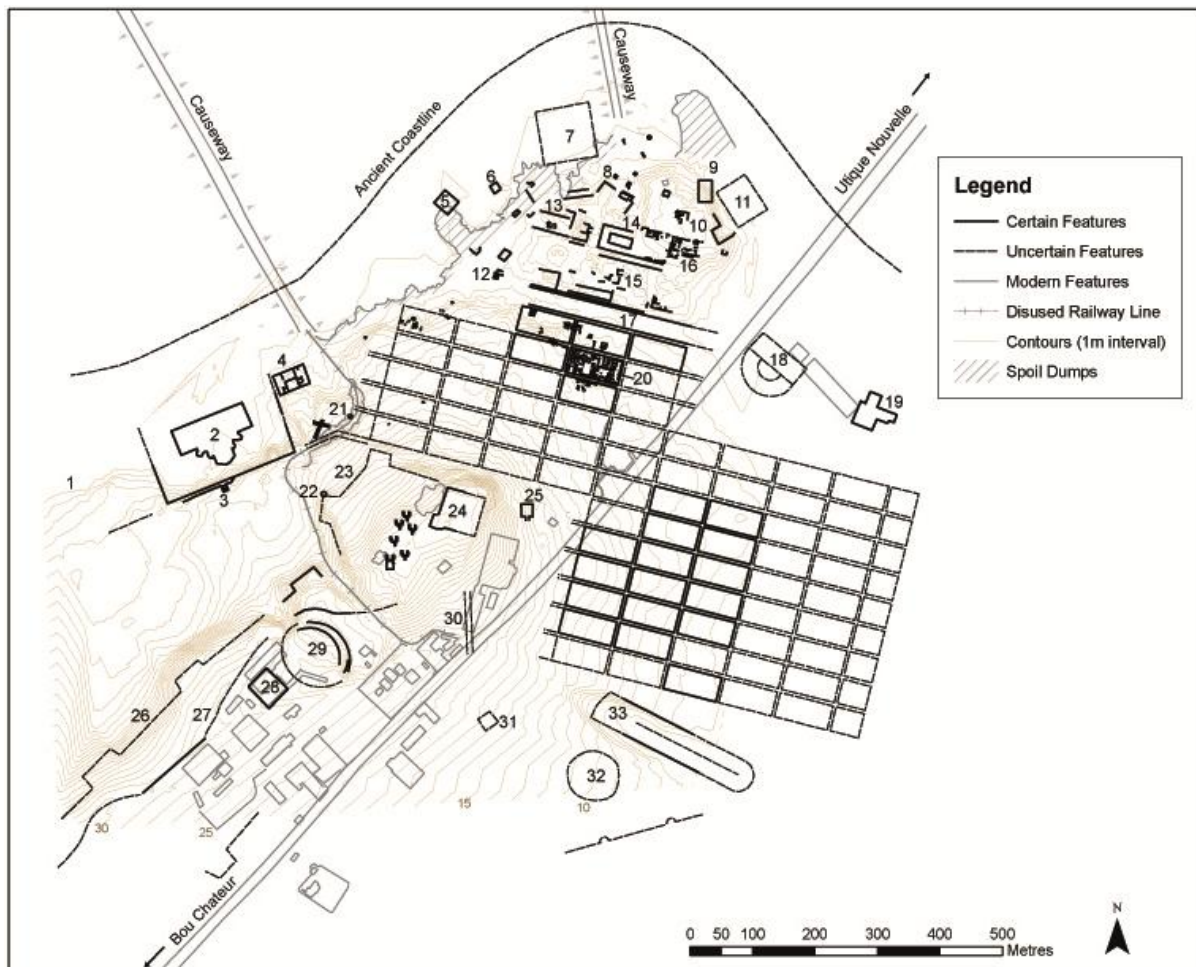 Causeway
Causeway
Ancient Coastline
Utique Nouvelle
Legend
Certain Features
Uncertain Features
Modern Features
Disused Railway Line
Contours (1m interval)
Spoil Dumps
1
2
3
4
5
6
7
8
9
10
11
12
13
14
15
16
17
18
19
20
21
22
23
24
25
26
27
28
29
30
31
32
33
30
25
15
10
Bou Chateur
0 50 100 200 300 400 500
Metres
N